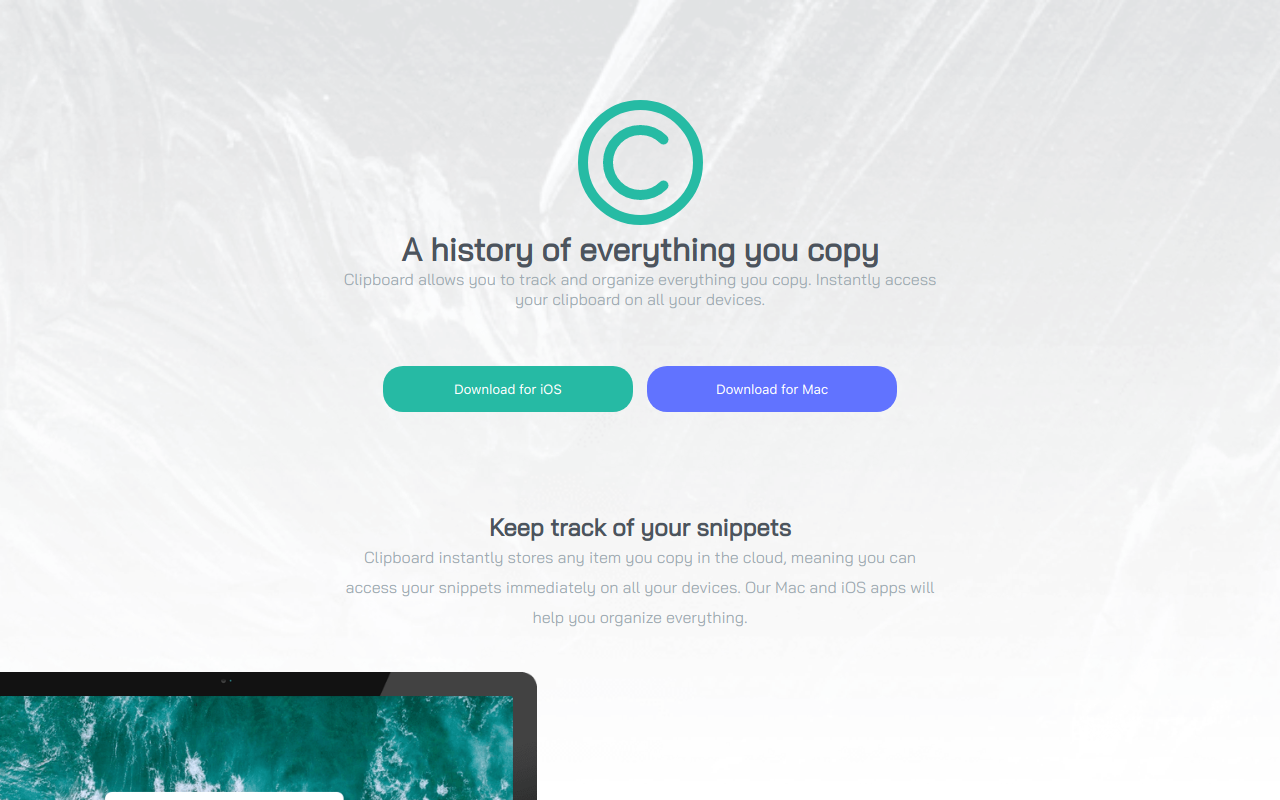 A history of everything you copy
Clipboard allows you to track and organize everything you copy. Instantly access
your clipboard on all your devices.
Download for iOS
Download for Mac
Keep track of your snippets
Clipboard instantly stores any item you copy in the cloud, meaning you can
access your snippets immediately on all your devices. Our Mac and iOS apps will
help you organize everything.